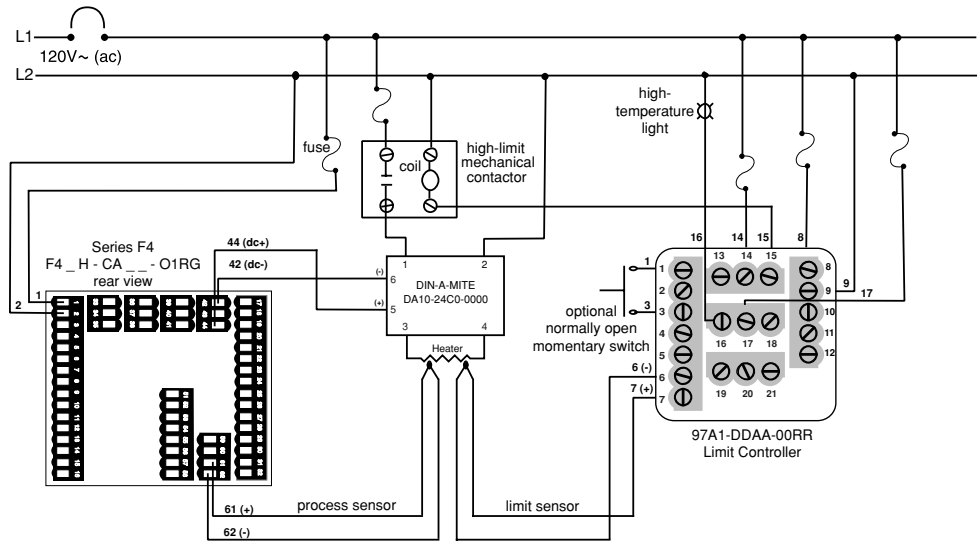 L1
120V~ (ac)
L2
fuse
coil
high-limit
mechanical
contactor
high-
temperature
light
Series F4
F4 _ H - CA _ _ - O1RG
rear view
1
2
44 (dc+)
42 (dc-)
(-)
(+)
1 2
6
5
DIN-A-MITE
DA10-24C0-0000
3 4
Heater
61 (+)
62 (-)
process sensor
limit sensor
optional
normally open
momentary switch
1
3
6 (-)
7 (+)
16 14 15 8
9
17
1
2
3
4
5
6
7
13 14 15
16 17 18
19 20 21
8
9
10
11
12
97A1-DDAA-00RR
Limit Controller